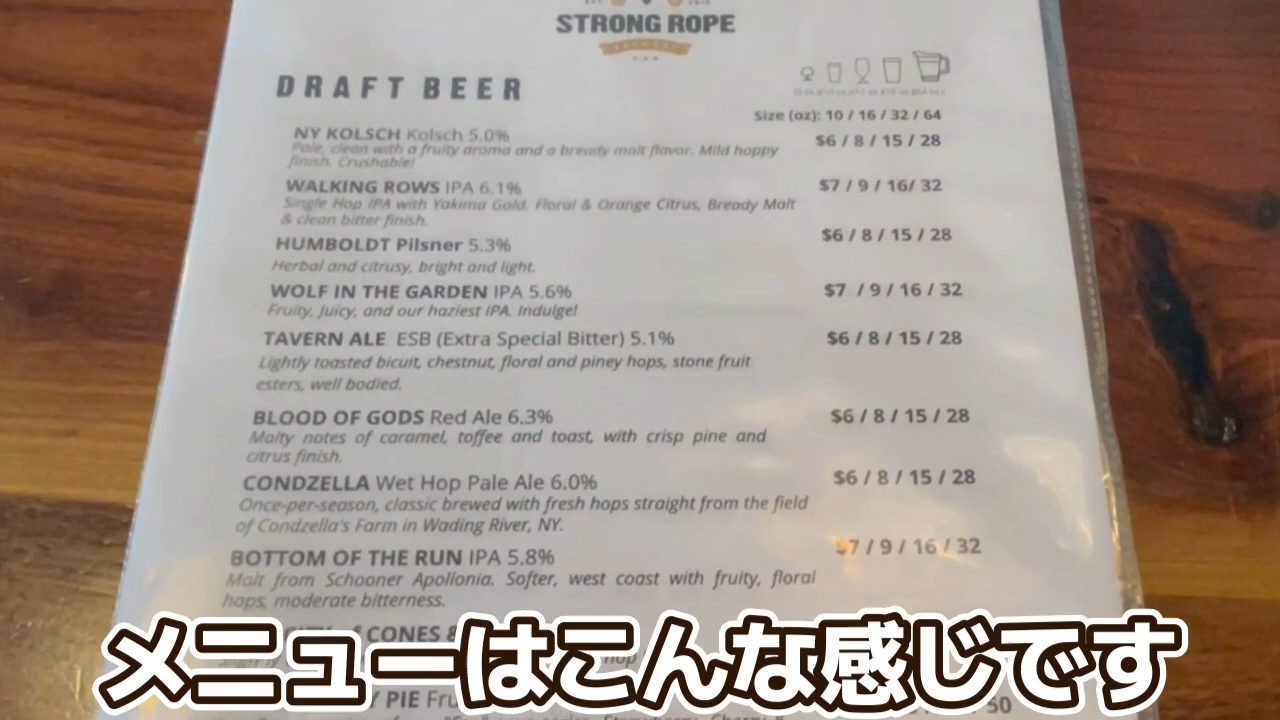 STRONG ROPE
BREWERY
DRAFT BEER
Size (oz): 10 / 16 / 32 / 64
NY KOLSCH Kolsch 5.0% $6 / 8 / 15 / 28
Pale, clean with a fruity aroma and a bready malt flavor. Mild hoppy
finish. Crushable!
WALKING ROWS IPA 6.1% $7 / 9 / 16/ 32
Single Hop IPA with Yakima Gold. Floral & Orange Citrus, Bready Malt
& clean bitter finish.
HUMBOLDT Pilsner 5.3% $6 / 8 / 15 / 28
Herbal and citrusy, bright and light.
WOLF IN THE GARDEN IPA 5.6% $7 / 9 / 16 / 32
Fruity, Juicy, and our haziest IPA. Indulge!
TAVERN ALE ESB (Extra Special Bitter) 5.1% $6 / 8 / 15 / 28
Lightly toasted bicuit, chestnut, floral and piney hops, stone fruit
esters, well bodied.
BLOOD OF GODS Red Ale 6.3% $6 / 8 / 15 / 28
Malty notes of caramel, toffee and toast, with crisp pine and
citrus finish.
CONDZELLA Wet Hop Pale Ale 6.0% $6 / 8 / 15 / 28
Once-per-season, classic brewed with fresh hops straight from the field
of Condzella's Farm in Wading River, NY.
BOTTOM OF THE RUN IPA 5.8% $7 / 9 / 16 / 32
Malt from Schooner Apollonia. Softer, west coast with fruity, floral
hops, moderate bitterness.
of CONES &
hop
PIE Fru 50
メニューはこんな感じです